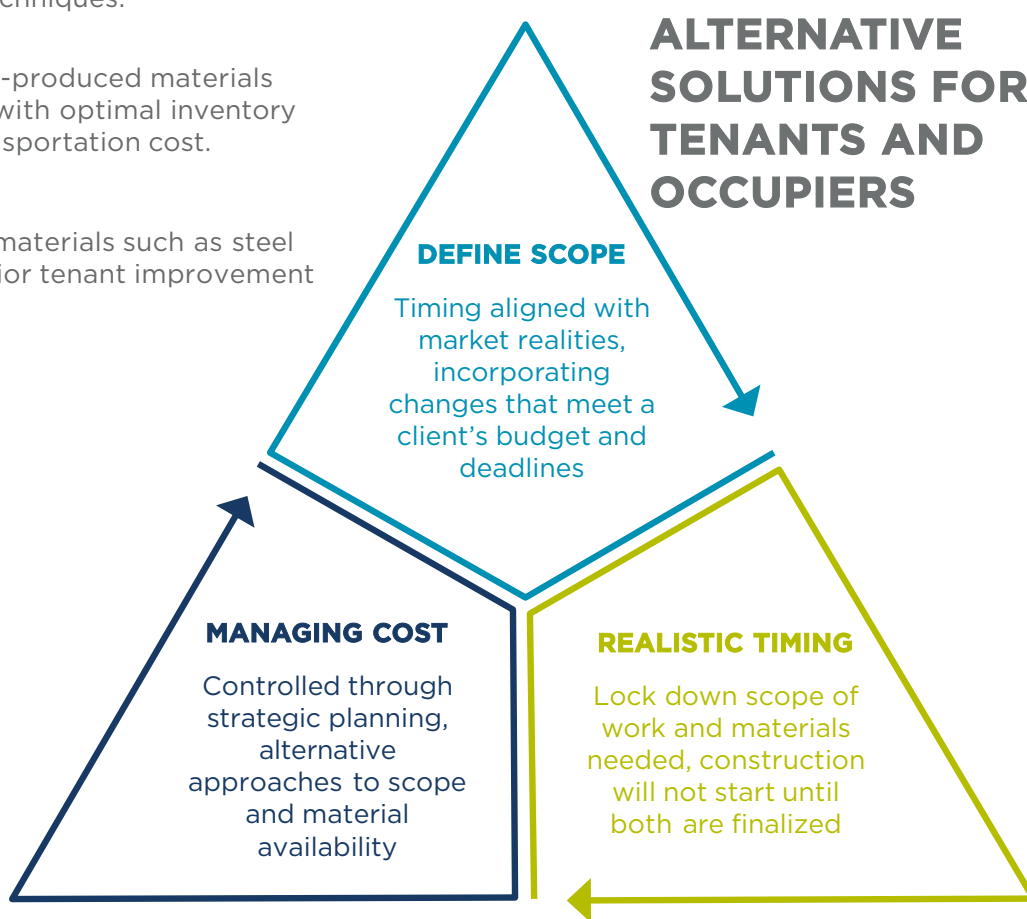 chniques.
-produced materials
with optimal inventory
nsportation cost.
materials such as steel
rior tenant improvement
ALTERNATIVE
SOLUTIONS FOR
TENANTS AND
OCCUPIERS
DEFINE SCOPE
Timing aligned with
market realities,
incorporating
changes that meet a
client’s budget and
deadlines
MANAGING COST
Controlled through
strategic planning,
alternative
approaches to scope
and material
availability
REALISTIC TIMING
Lock down scope of
work and materials
needed, construction
will not start until
both are finalized